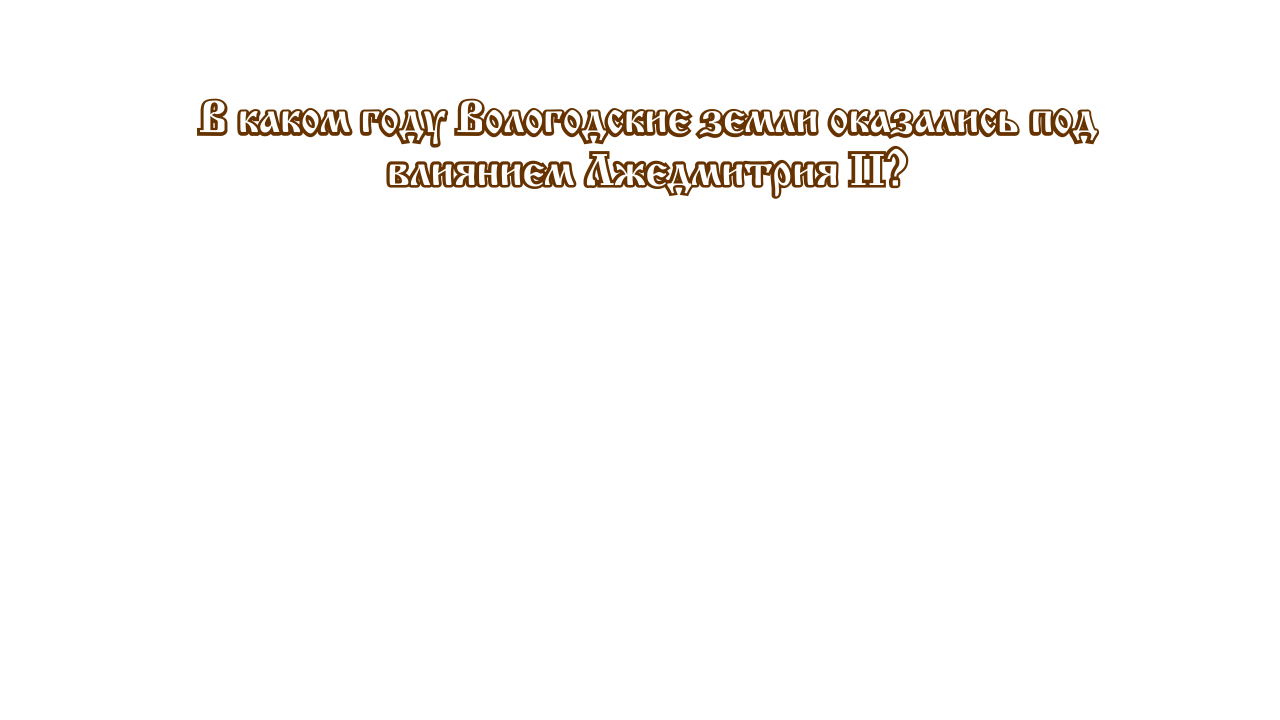 В каком году Вологодские земли оказались под
влиянием Лжедмитрия II?